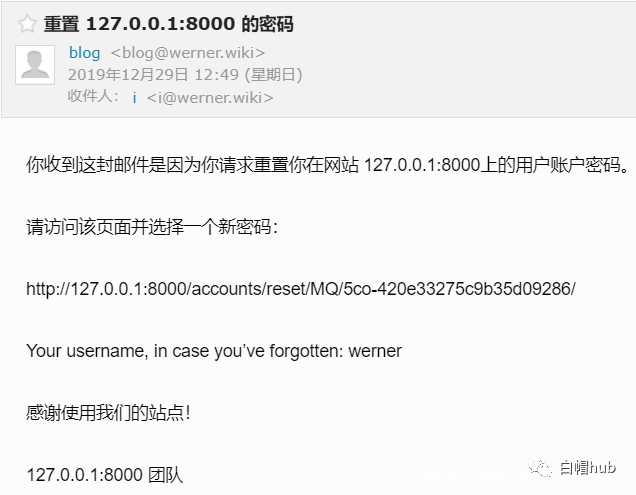 重置 127.0.0.1:8000 的密码
blog <blog@werner.wiki>
2019年12月29日 12:49 (星期日)
收件人: i <i@werner.wiki>
你收到这封邮件是因为你请求重置你在网站 127.0.0.1:8000上的用户账户密码。
请访问该页面并选择一个新密码:
http://127.0.0.1:8000/accounts/reset/MQ/5co-420e33275c9b35d09286/
Your username, in case you’ve forgotten: werner
感谢使用我们的站点!
127.0.0.1:8000 团队
白帽hub